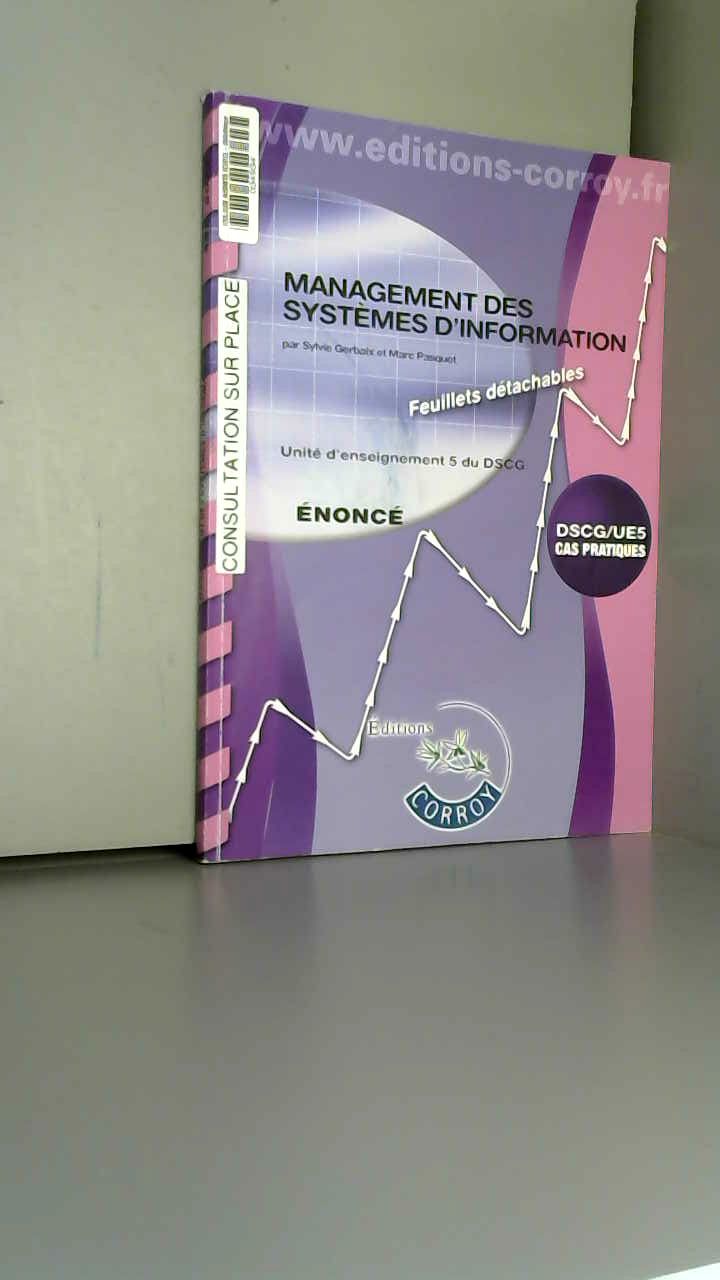 www.editions-corroy.fr
MANAGEMENT DES
SYSTÈMES D'INFORMATION
par Sylvie Gerbaix et Marc Pasquet
Feuillets détachables
Unité d'enseignement 5 du DSCG
ÉNONCÉ
DSCG/UE5
CAS PRATIQUES
CONSULTATION SUR PLACE
Éditions
CORROY